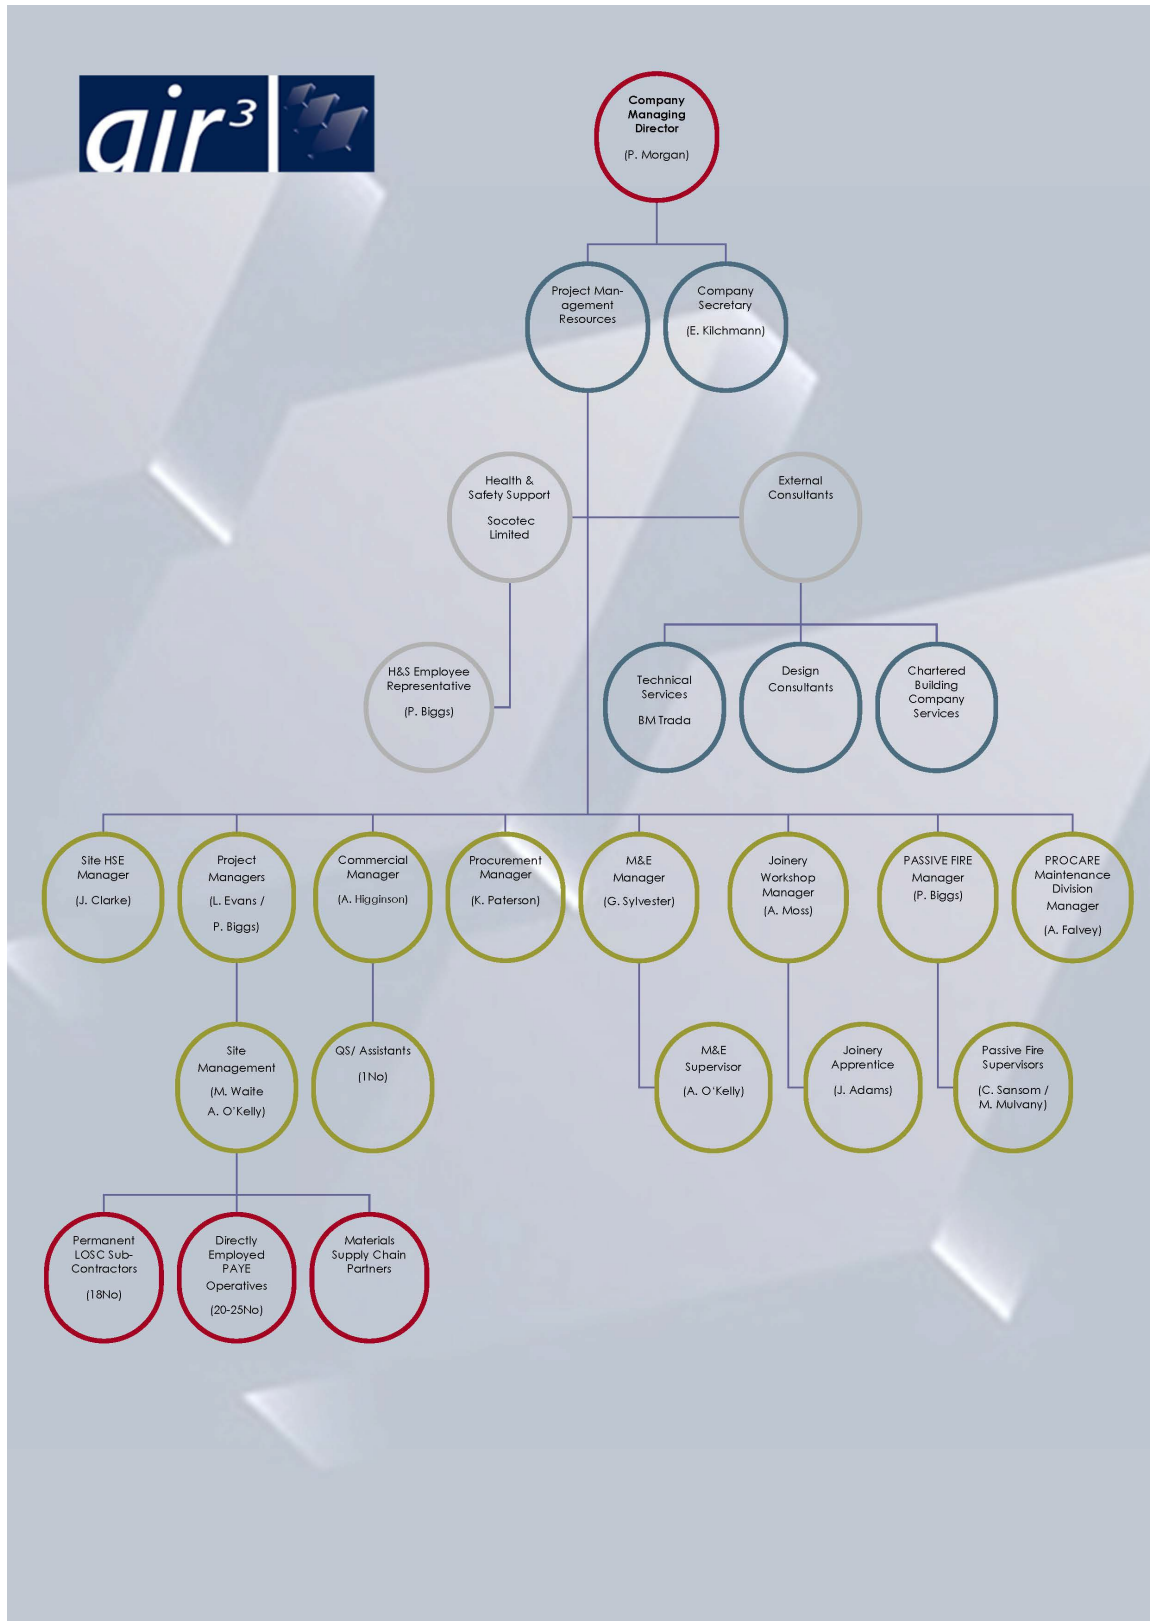 air³
Company
Managing
Director
(P. Morgan)
Project Man-
agement
Resources
Company
Secretary
(E. Kilchmann)
Health &
Safety Support
Socotec
Limited
External
Consultants
H&S Employee
Representative
(P. Biggs)
Technical
Services
BM Trada
Design
Consultants
Chartered
Building
Company
Services
Site HSE
Manager
(J. Clarke)
Project
Managers
(L. Evans /
P. Biggs)
Commercial
Manager
(A. Higginson)
Procurement
Manager
(K. Paterson)
M&E
Manager
(G. Sylvester)
Joinery
Workshop
Manager
(A. Moss)
PASSIVE FIRE
Manager
(P. Biggs)
PROCARE
Maintenance
Division
Manager
(A. Falvey)
Site
Management
(M. Waite
A. O'Kelly)
QS/ Assistants
(1No)
M&E
Supervisor
(A. O'Kelly)
Joinery
Apprentice
(J. Adams)
Passive Fire
Supervisors
(C. Sansom /
M. Mulvany)
Permanent
LOSC Sub-
Contractors
(18No)
Directly
Employed
PAYE
Operatives
(20-25No)
Materials
Supply Chain
Partners